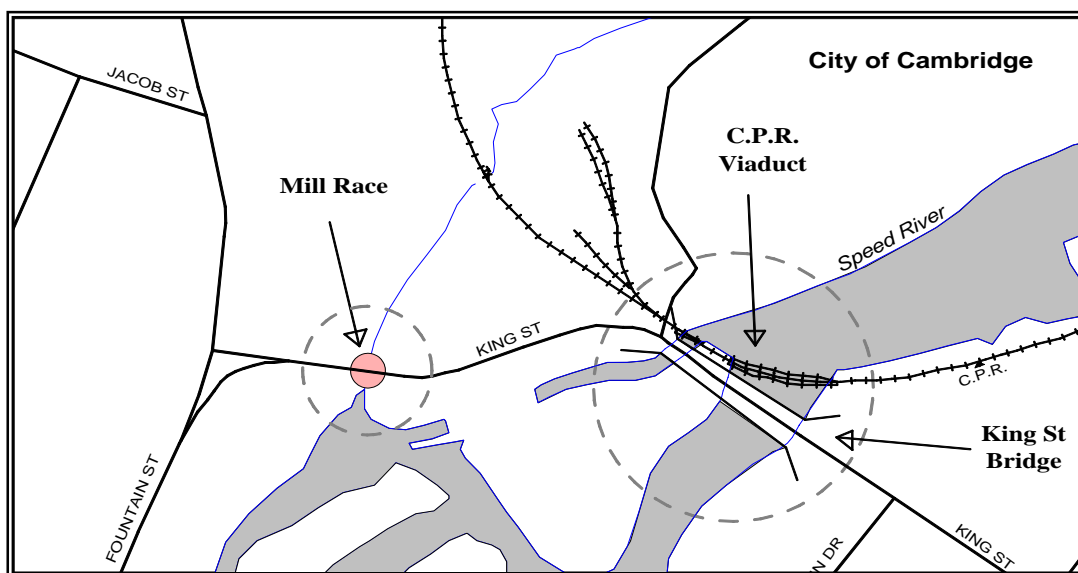 City of Cambridge
JACOB ST
C.P.R.
Viaduct
Mill Race
Speed River
KING ST
C.P.R.
King St
Bridge
FOUNTAIN ST
N DR
KING ST